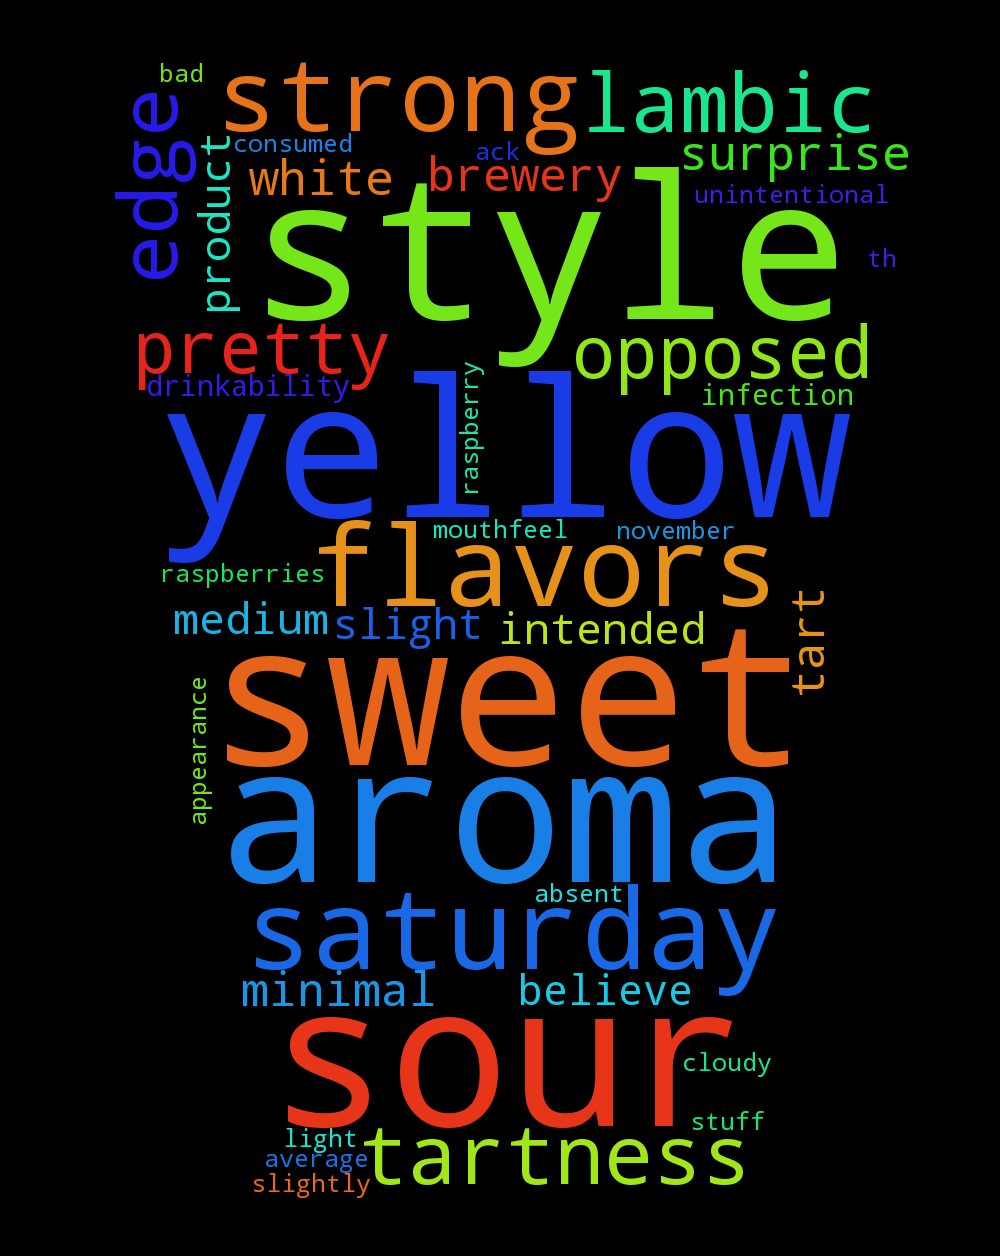 bad
strong
lambic
edge
product
consumed
ack
surprise
white
brewery
unintentional
style
th
pretty
opposed
drinkability
raspberry
infection
yellow
flavors
mouthfeel
november
raspberries
medium
slight
intended
tart
sweet
appearance
aroma
absent
saturday
minimal
believe
sour
cloudy
stuff
light
tartness
average
slightly